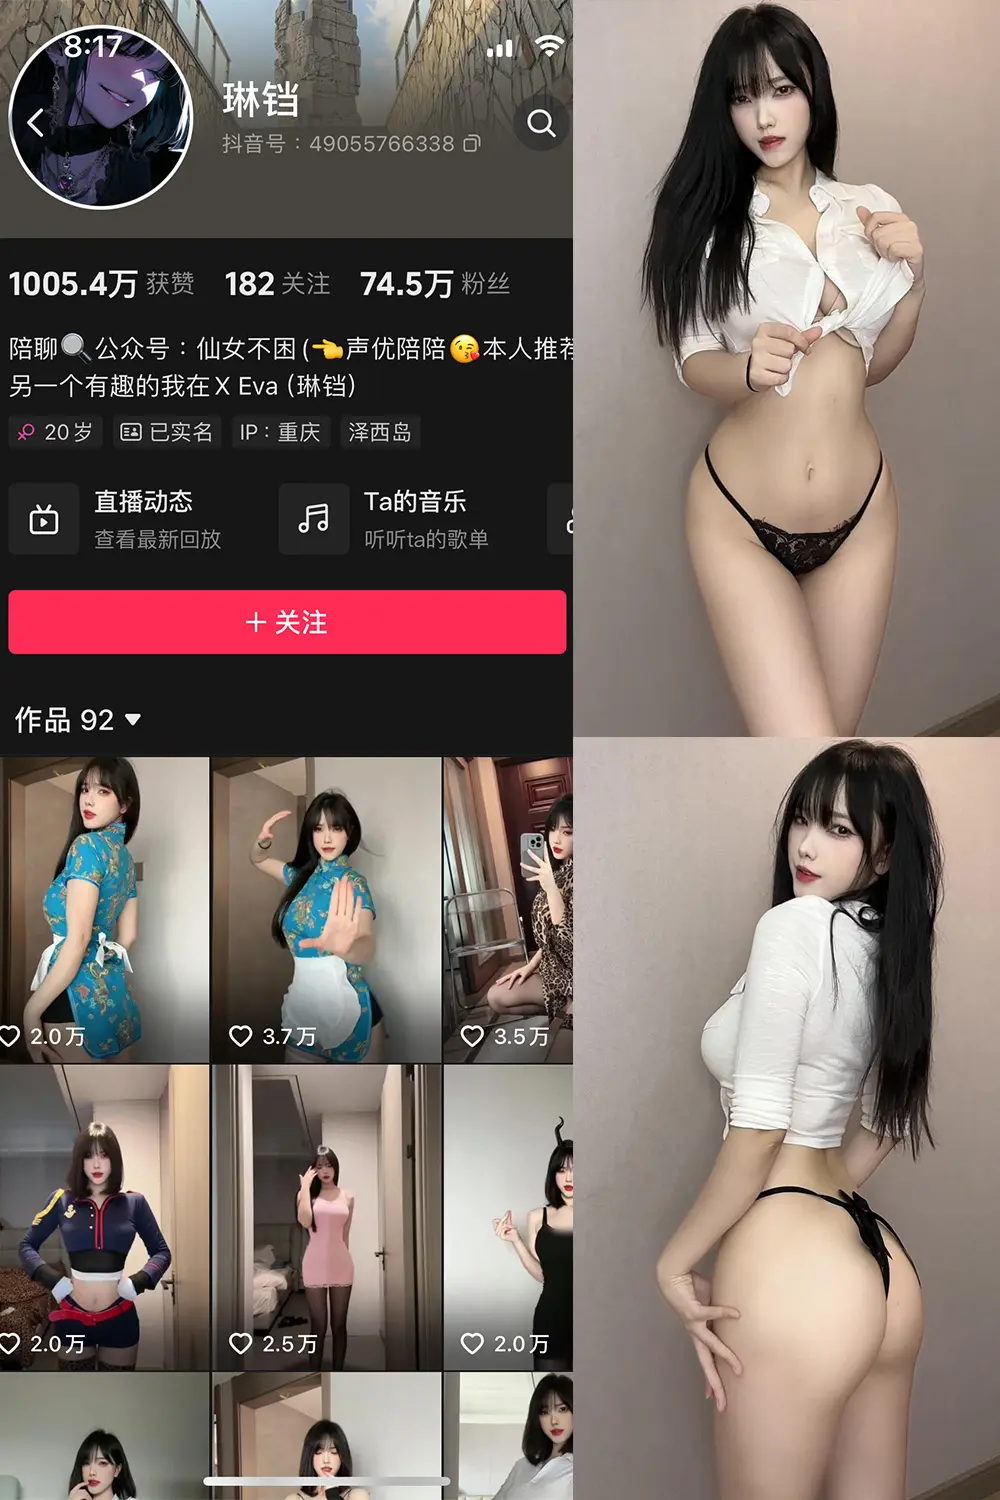 8:17
琳铛
抖音号：49055766338
1005.4万 获赞 182 关注 74.5万 粉丝
陪聊🔍公众号：仙女不困(👈声优陪陪😘本人推荐
另一个有趣的我在X Eva (琳铛)
20岁 已实名 IP：重庆 泽西岛
直播动态
查看最新回放
Ta的音乐
听听ta的歌单
+ 关注
作品 92
2.0万 3.7万 3.5万
2.0万 2.5万 2.0万